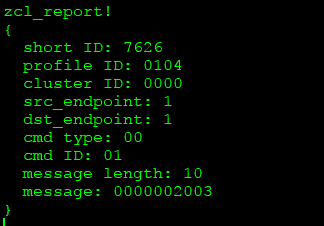 zcl_report!
{
short ID: 7626
profile ID: 0104
cluster ID: 0000
src_endpoint: 1
dst_endpoint: 1
cmd type: 00
cmd ID: 01
message length: 10
message: 0000002003
}